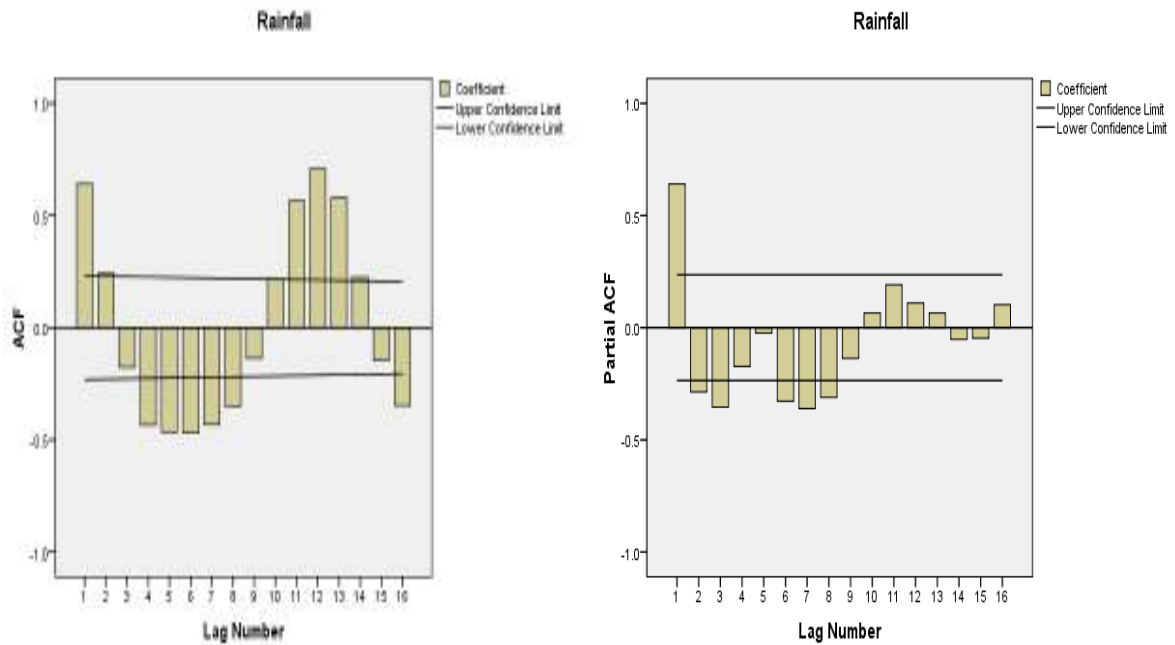 Rainfall
Coefficient
Upper Confidence Limit
Lower Confidence Limit
1.0
0.5
0.0
-0.5
-1.0
ACF
1 2 3 4 5 6 7 8 9 10 11 12 13 14 15 16
Lag Number
Rainfall
Coefficient
Upper Confidence Limit
Lower Confidence Limit
1.0
0.5
0.0
-0.5
-1.0
Partial ACF
1 2 3 4 5 6 7 8 9 10 11 12 13 14 15 16
Lag Number